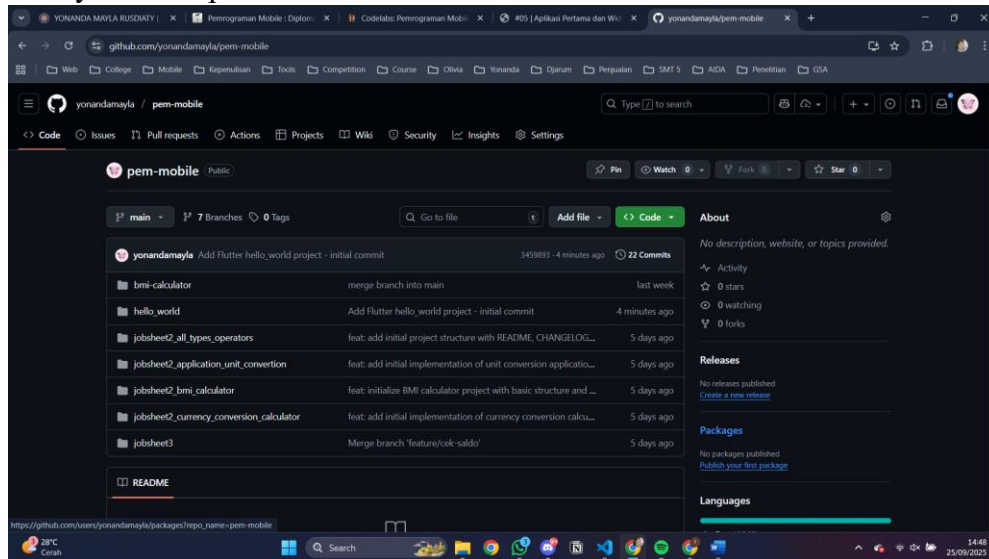 YONANDA MAYLA RUSDIATY |
Pemrograman Mobile : Diplom
Codelabs: Pemrograman Mobil
#05 | Aplikasi Pertama dan Wid
yonandamayla/pem-mobile
github.com/yonandamayla/pem-mobile
Web College Mobile Kepenulisan Tools Competition Course Olivia Yonanda Djarum Penjualan SMT 5 AIDA Penelitian GSA
yonandamayla / pem-mobile
Type / to search
Code Issues Pull requests Actions Projects Wiki Security Insights Settings
pem-mobile Public
Pin Watch 0 Fork 0 Star 0
main 7 Branches 0 Tags Go to file t Add file Code
About
No description, website, or topics provided.
yonandamayla Add Flutter hello_world project - initial commit 3459893 · 4 minutes ago 22 Commits
bmi-calculator merge branch into main last week
hello_world Add Flutter hello_world project - initial commit 4 minutes ago
jobsheet2_all_types_operators feat: add initial project structure with README, CHANGELOG... 5 days ago
jobsheet2_application_unit_convertion feat: add initial implementation of unit conversion applicatio... 5 days ago
jobsheet2_bmi_calculator feat: initialize BMI calculator project with basic structure and ... 5 days ago
jobsheet2_currency_conversion_calculator feat: add initial implementation of currency conversion calcu... 5 days ago
jobsheet3 Merge branch 'feature/cek-saldo' 5 days ago
README
Activity
0 stars
0 watching
0 forks
Releases
No releases published
Create a new release
Packages
No packages published
Publish your first package
Languages
https://github.com/users/yonandamayla/packages?repo_name=pem-mobile
28°C
Cerah
Search
14:48
25/09/2025